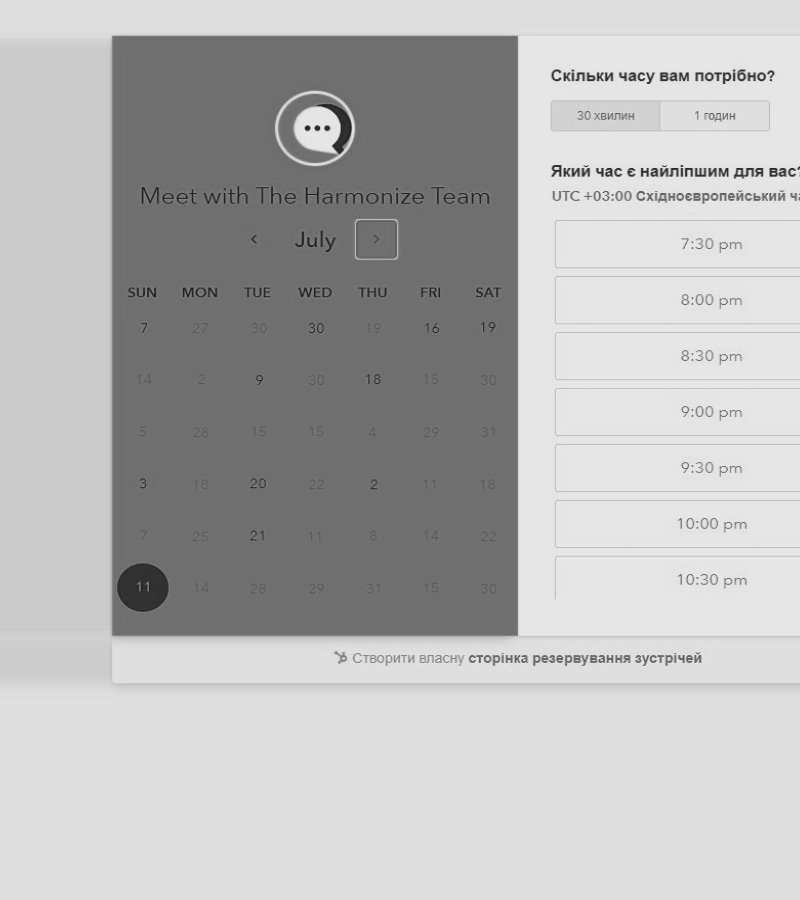 Meet with The Harmonize Team
July
SUN MON TUE WED THU FRI SAT
7 27 30 30 19 16 19
14 2 9 30 18 15 30
5 28 15 15 4 29 31
3 18 20 22 2 11 18
7 25 21 11 8 14 22
11 14 28 29 31 15 30
Скільки часу вам потрібно?
30 хвилин 1 годин
Який час є найліпшим для вас?
UTC +03:00 Східноєвропейський
7:30 pm
8:00 pm
8:30 pm
9:00 pm
9:30 pm
10:00 pm
10:30 pm
Створити власну сторінка резервування зустрічей